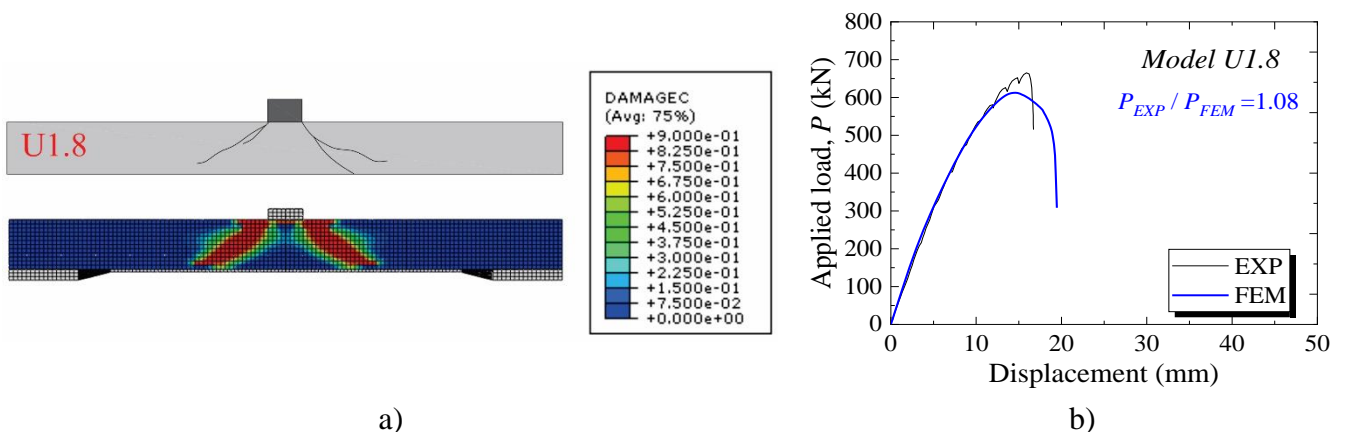 U1.8
DAMAGEC
(Avg: 75%)
+9.000e-01
+8.250e-01
+7.500e-01
+6.750e-01
+6.000e-01
+5.250e-01
+4.500e-01
+3.750e-01
+3.000e-01
+2.250e-01
+1.500e-01
+7.500e-02
+0.000e+00
a)
800
700
600
500
400
300
200
100
0
Applied load, P (kN)
Model U1.8
P_EXP / P_FEM =1.08
EXP
FEM
0 10 20 30 40 50
Displacement (mm)
b)